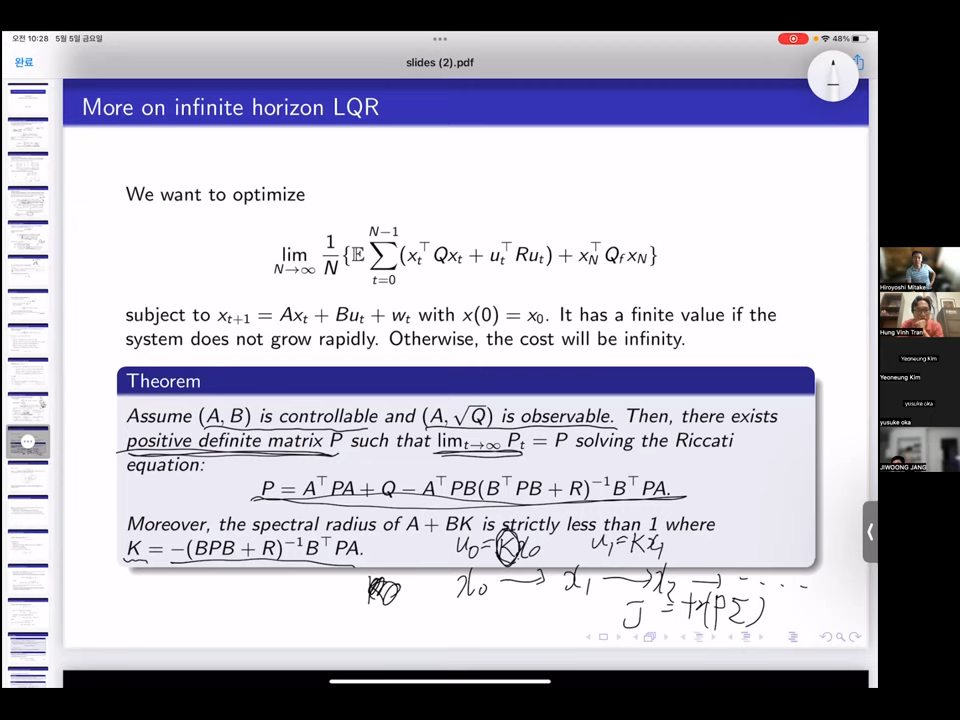 오전 10:28 5월 5일 금요일
48%
완료
slides (2).pdf
More on infinite horizon LQR
We want to optimize
lim_{N→∞} 1/N {𝔼 ∑_{t=0}^{N−1} (x_t^⊤ Qx_t + u_t^⊤ Ru_t) + x_N^⊤ Q_f x_N}
subject to x_{t+1} = Ax_t + Bu_t + w_t with x(0) = x_0. It has a finite value if the
system does not grow rapidly. Otherwise, the cost will be infinity.
Theorem
Assume (A, B) is controllable and (A, √Q) is observable. Then, there exists
positive definite matrix P such that lim_{t→∞} P_t = P solving the Riccati
equation:
P = A^⊤PA + Q − A^⊤PB(B^⊤PB + R)^{−1}B^⊤PA.
Moreover, the spectral radius of A + BK is strictly less than 1 where
K = −(BPB + R)^{−1}B^⊤PA.
u_0 = Kx_0 u_1 = Kx_1
x_0 → x_1 → x_2 → ....
J = tr(PΣ)
Hiroyoshi Mitake
Hung Vinh Tran
Yeoneung Kim
Yeoneung Kim
yusuke oka
yusuke oka
JIWOONG JANG